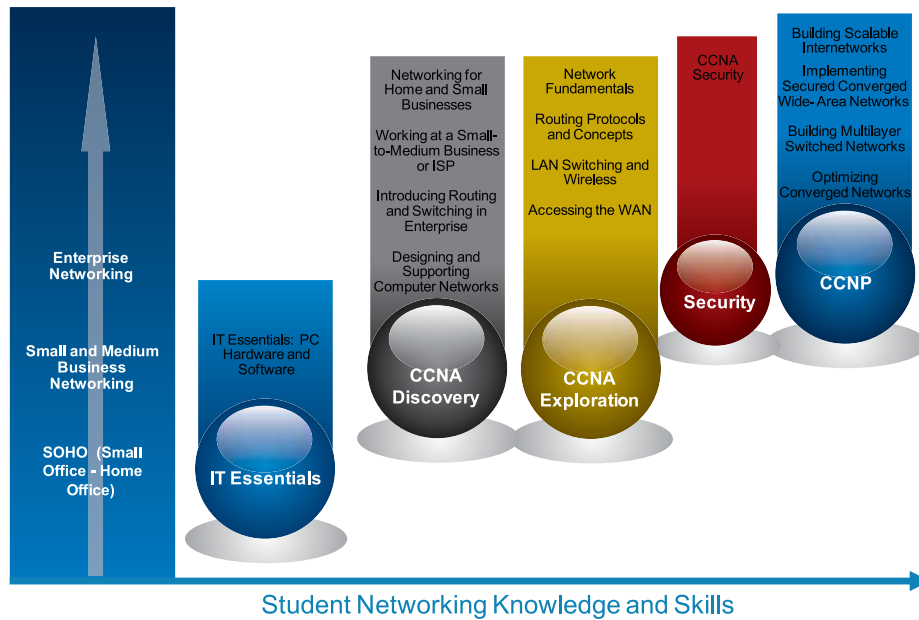 Enterprise
Networking
Small and Medium
Business
Networking
SOHO  (Small
Office - Home
Office)
IT Essentials:  PC
Hardware and
Software
IT Essentials
Networking for
Home and Small
Businesses
Working at a Small-
to-Medium Business
or ISP
Introducing Routing
and Switching in
Enterprise
Designing and
Supporting
Computer Networks
CCNA
Discovery
Network
Fundamentals
Routing Protocols
and Concepts
LAN Switching and
Wireless
Accessing the WAN
CCNA
Exploration
CCNA
Security
Security
Building Scalable
Internetworks
Implementing
Secured Converged
Wide- Area Networks
Building Multilayer
Switched Networks
Optimizing
Converged Networks
CCNP
Student Networking Knowledge and Skills